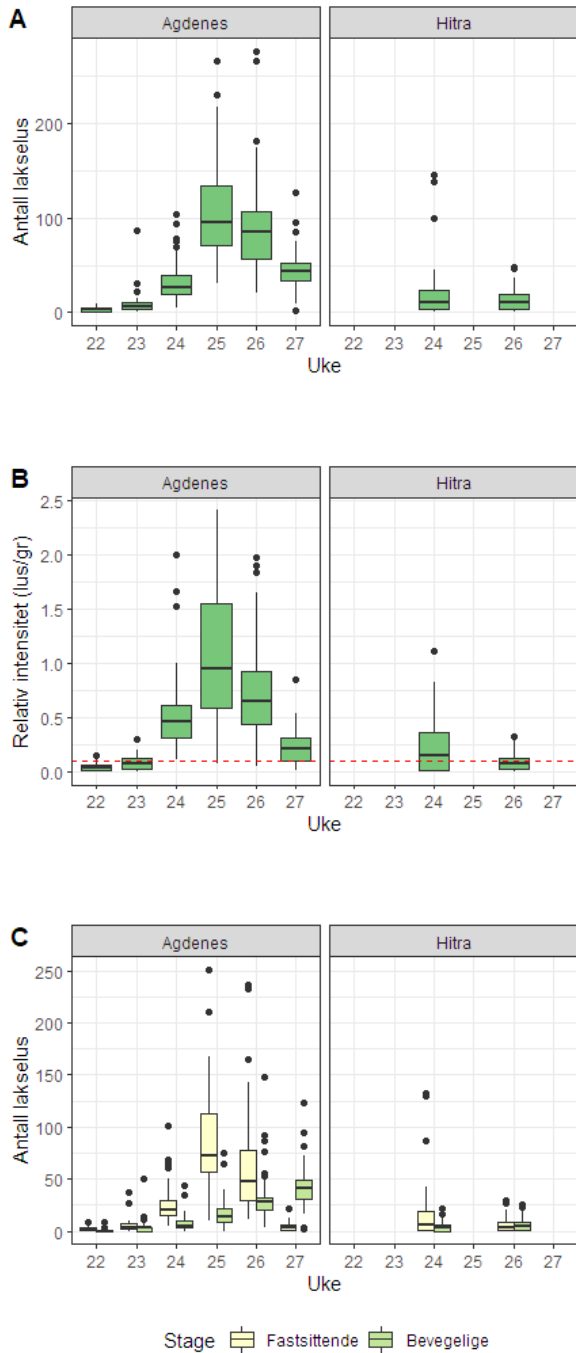 A
Agdenes Hitra
Antall lakselus
200
100
0
22 23 24 25 26 27 22 23 24 25 26 27
Uke
B
Agdenes Hitra
Relativ intensitet (lus/gr)
2.5
2.0
1.5
1.0
0.5
0.0
22 23 24 25 26 27 22 23 24 25 26 27
Uke
C
Agdenes Hitra
Antall lakselus
250
200
150
100
50
0
22 23 24 25 26 27 22 23 24 25 26 27
Uke
Stage Fastsittende Bevegelige